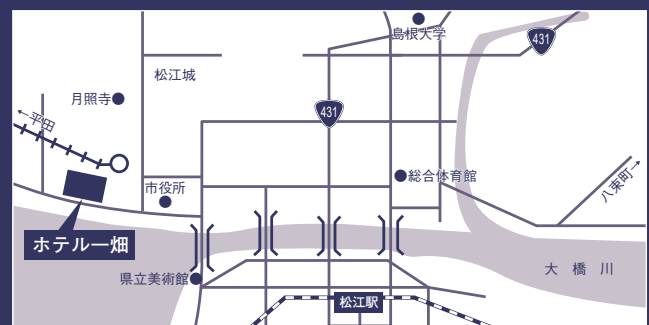 島根大学
431
松江城
月照寺
←平田
431
総合体育館
市役所
八束町→
ホテル一畑
県立美術館
大橋川
松江駅